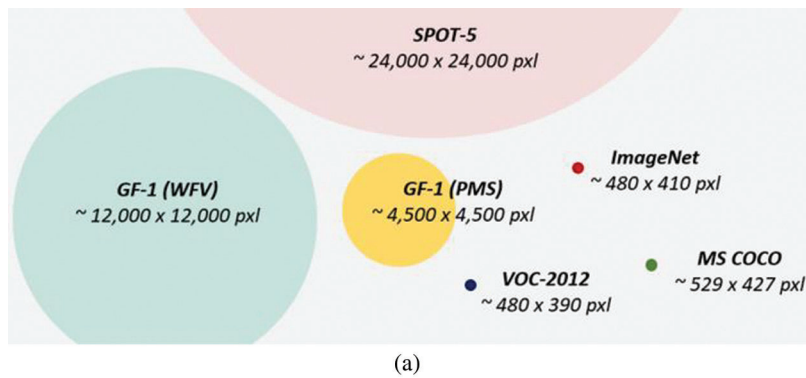 SPOT-5
~ 24,000 x 24,000 pxl
GF-1 (WFV)
~ 12,000 x 12,000 pxl
GF-1 (PMS)
~ 4,500 x 4,500 pxl
ImageNet
~ 480 x 410 pxl
VOC-2012
~ 480 x 390 pxl
MS COCO
~ 529 x 427 pxl
(a)